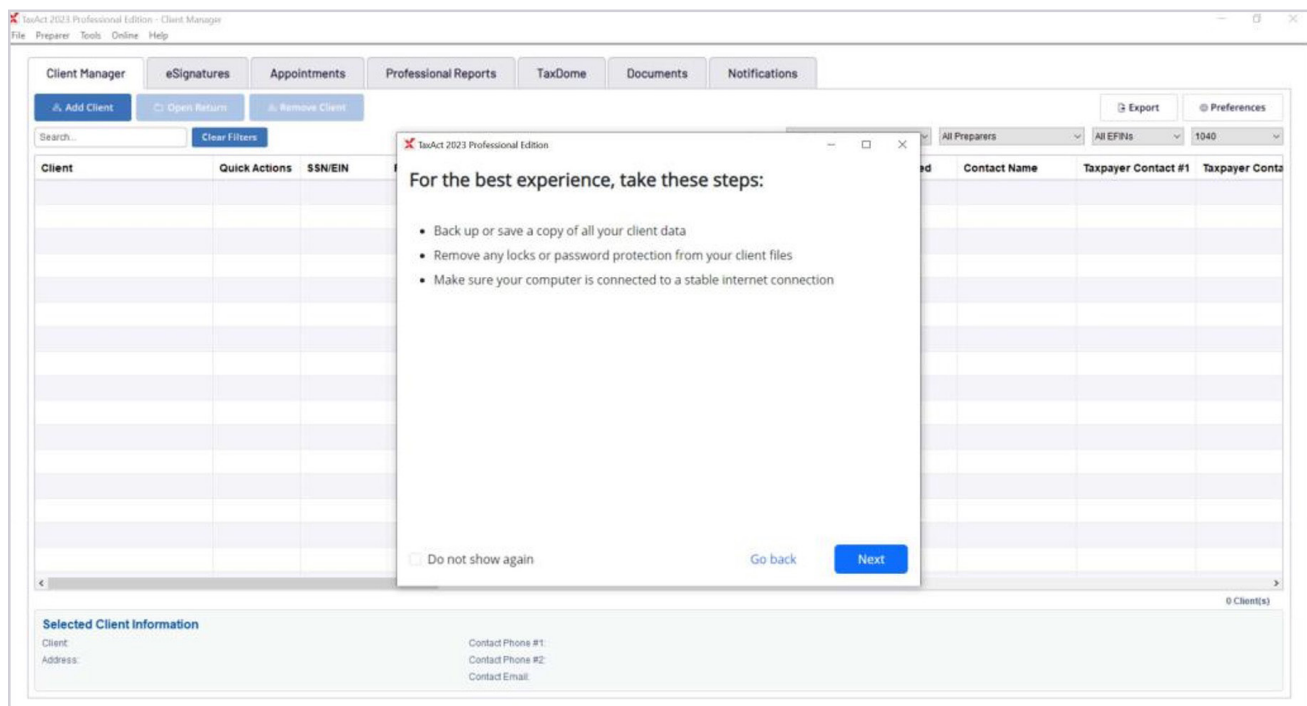 TaxAct 2023 Professional Edition - Client Manager
File Preparer Tools Online Help
Client Manager eSignatures Appointments Professional Reports TaxDome Documents Notifications
Add Client Open Return Remove Client Export Preferences
Search... Clear Filters All Preparers All EFINs 1040
Client Quick Actions SSN/EIN Contact Name Taxpayer Contact #1 Taxpayer Conta
TaxAct 2023 Professional Edition
For the best experience, take these steps:
• Back up or save a copy of all your client data
• Remove any locks or password protection from your client files
• Make sure your computer is connected to a stable internet connection
Do not show again Go back Next
0 Client(s)
Selected Client Information
Client: Contact Phone #1:
Address: Contact Phone #2:
Contact Email: